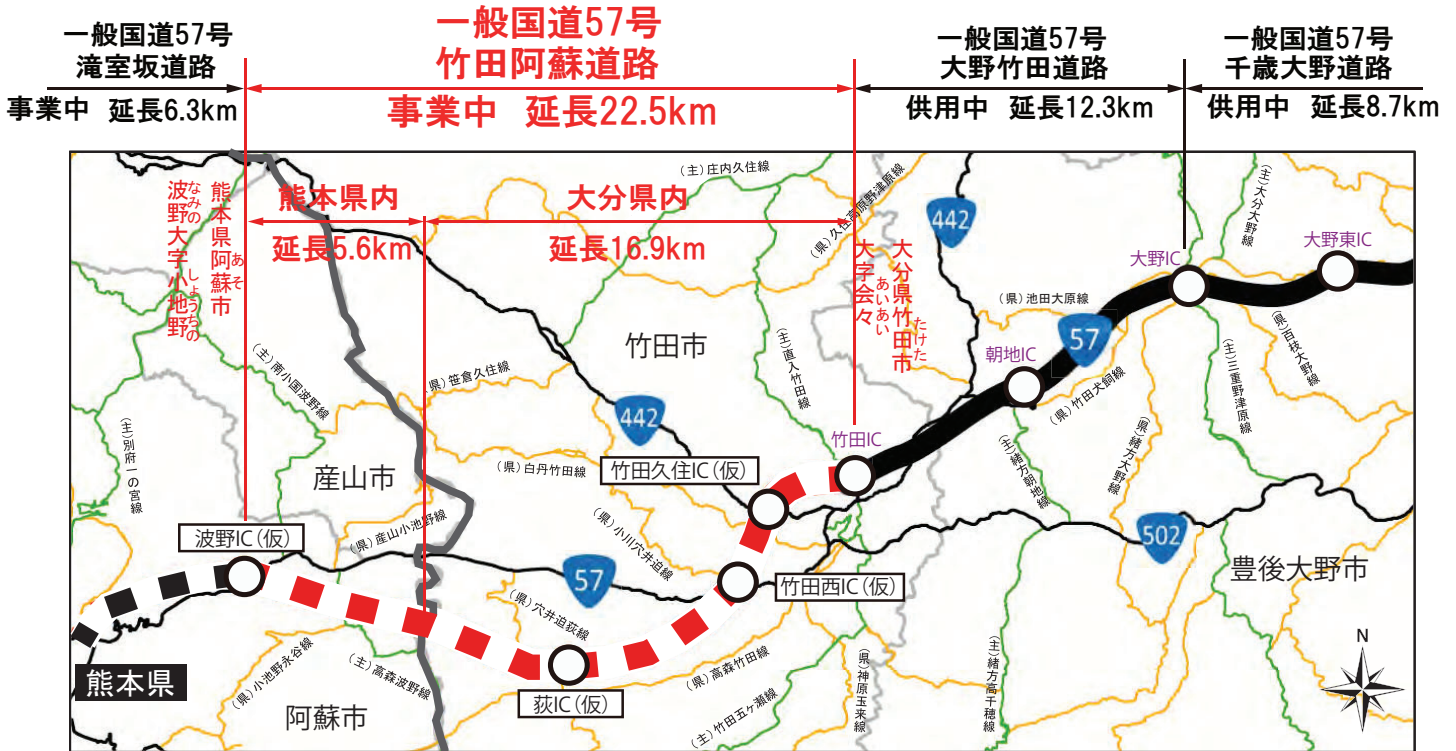 一般国道57号
滝室坂道路
事業中 延長6.3km
一般国道57号
竹田阿蘇道路
事業中 延長22.5km
一般国道57号
大野竹田道路
供用中 延長12.3km
一般国道57号
千歳大野道路
供用中 延長8.7km
熊本県阿蘇市
あそ
波野大字小地野
なみの
しょうちの
熊本県内
延長5.6km
大分県内
延長16.9km
大分県竹田市
たけた
大字会々
あいあい
(主)庄内久住線
(県)久住高原野津原線
442
(主)大分大野線
大野IC
大野東IC
(県)池田大原線
57
朝地IC
(県)竹田犬飼線
(県)百枝大野線
(主)三重野津原線
竹田市
(主)直入竹田線
(主)南小国波野線
県)笹倉久住線
442
竹田IC
(主)別府一の宮線
産山市
(県)白丹竹田線
竹田久住IC(仮)
(主)緒方朝地線
(県)緒方大野線
波野IC(仮)
(県)産山小池野線
(県)小川穴井迫線
502
57
竹田西IC(仮)
豊後大野市
(県)穴井迫荻線
熊本県
(県)小池野永谷線
(主)高森波野線
(県)高森竹田線
荻IC(仮)
阿蘇市
(主)竹田五ヶ瀬線
(県)神原玉来線
(主)緒方高千穂線
N